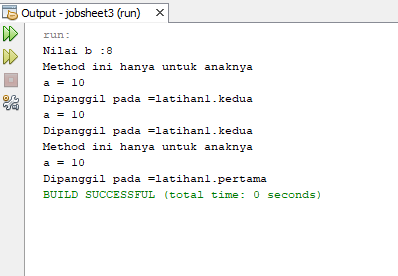 Output - jobsheet3 (run)
run:
Nilai b :8
Method ini hanya untuk anaknya
a = 10
Dipanggil pada =latihan1.kedua
a = 10
Dipanggil pada =latihan1.kedua
Method ini hanya untuk anaknya
a = 10
Dipanggil pada =latihan1.pertama
BUILD SUCCESSFUL (total time: 0 seconds)